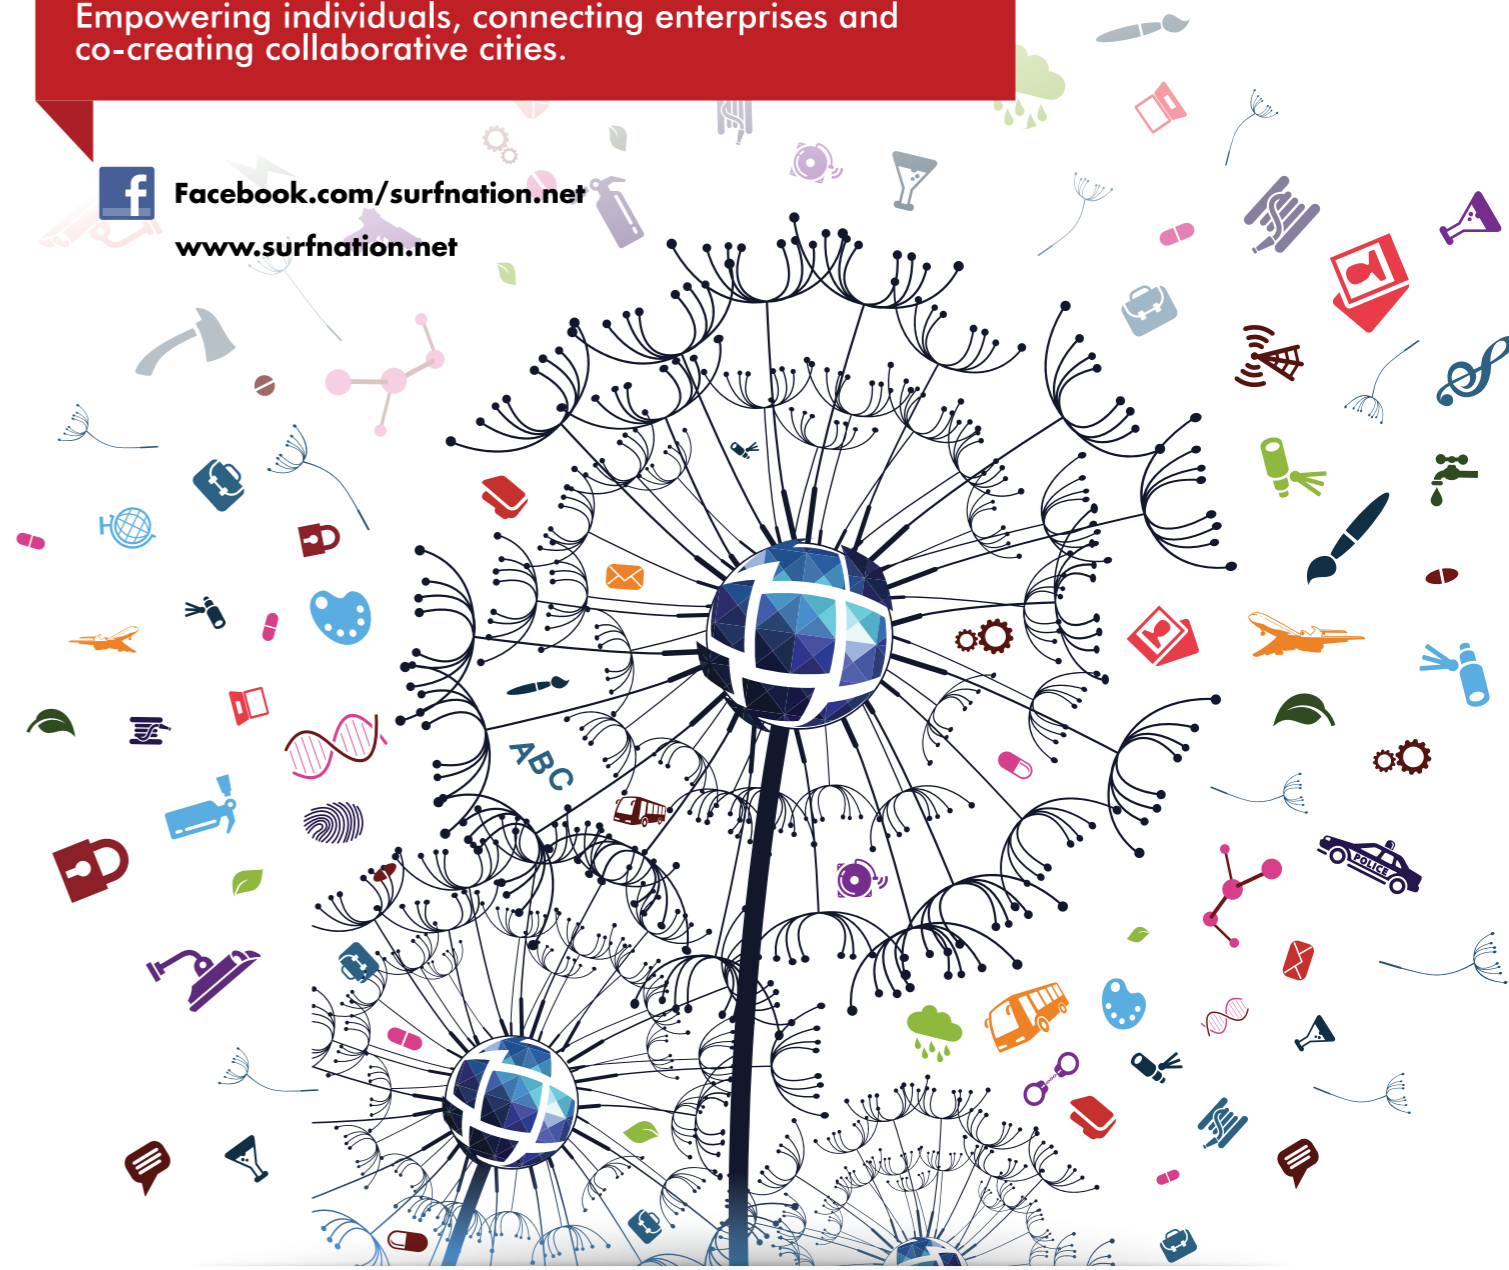 Empowering individuals, connecting enterprises and
co-creating collaborative cities.
f
Facebook.com/surfnation.net
www.surfnation.net
ABC
POLICE